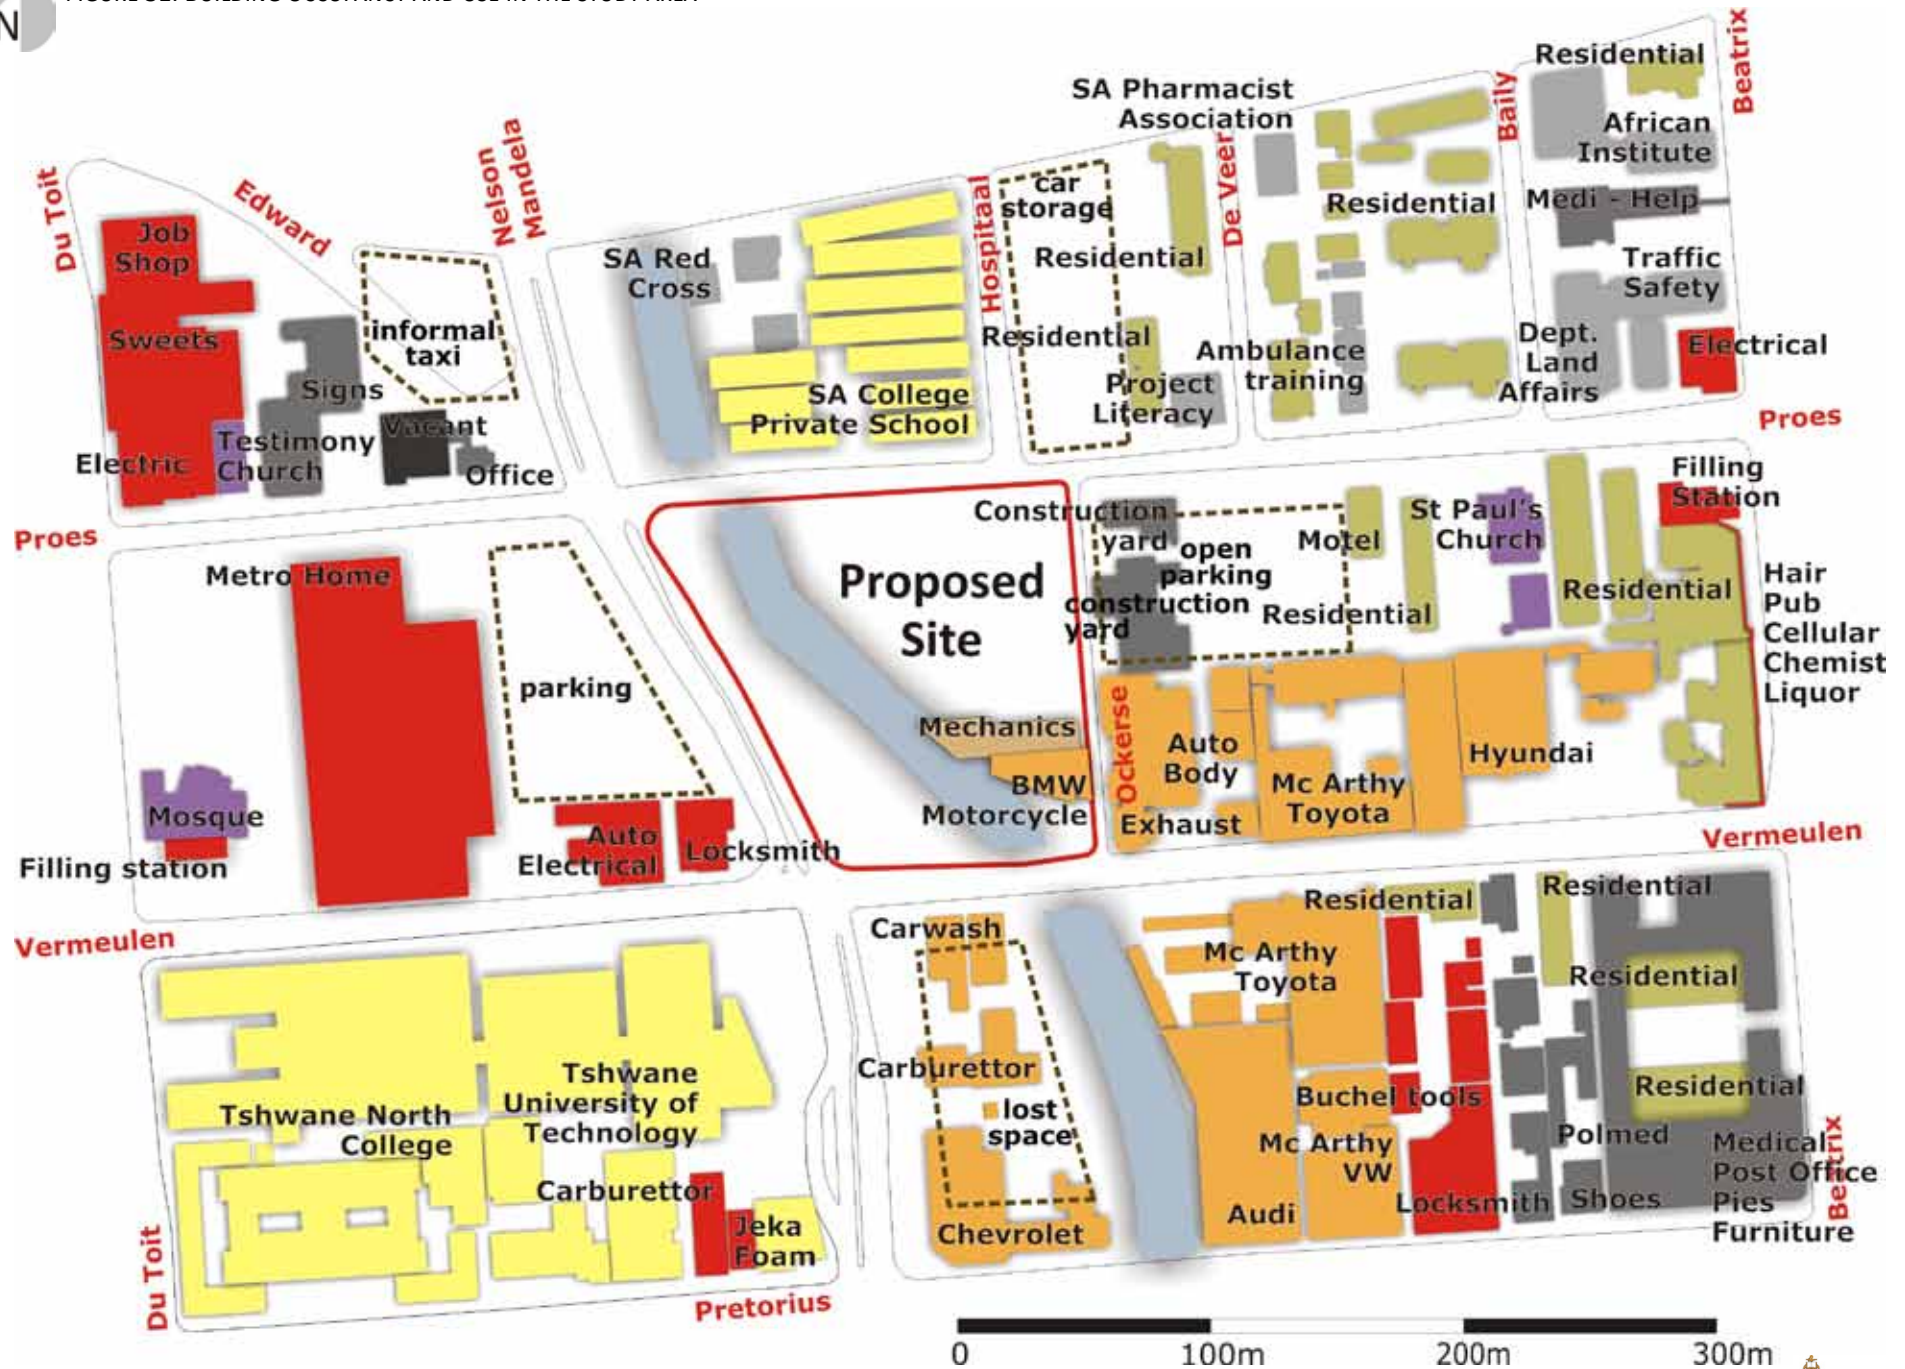 N
Residential
Beatrix
SA Pharmacist
Association
Baily
African
Institute
Nelson
Mandela
Du Toit
Edward
Job
Shop
SA Red
Cross
Hospitaal
car
storage
De Veer
Residential
Residential
Medi - Help
Traffic
Safety
Sweets
informal
taxi
Residential
Ambulance
training
Dept.
Land
Affairs
Electrical
Signs
SA College
Private School
Project
Literacy
Proes
Vacant
Testimony
Church
Electric
Office
Filling
Station
Proes
Construction
yard
open
parking
Motel
St Paul's
Church
Metro Home
Proposed
Site
construction
yard
Residential
Residential
Hair
Pub
Cellular
Chemist
Liquor
parking
Mechanics
BMW
Motorcycle
Ockerse
Auto
Body
Mc Arthy
Toyota
Hyundai
Exhaust
Mosque
Filling station
Auto
Electrical
Locksmith
Vermeulen
Vermeulen
Carwash
Residential
Residential
Mc Arthy
Toyota
Residential
Carburettor
Tshwane
University of
Technology
Tshwane North
College
lost
space
Buchel tools
Residential
Mc Arthy
VW
Polmed
Medical
Post Office
Pies
Furniture
Beatrix
Carburettor
Jeka
Foam
Chevrolet
Audi
Locksmith
Shoes
Du Toit
Pretorius
0
100m
200m
300m